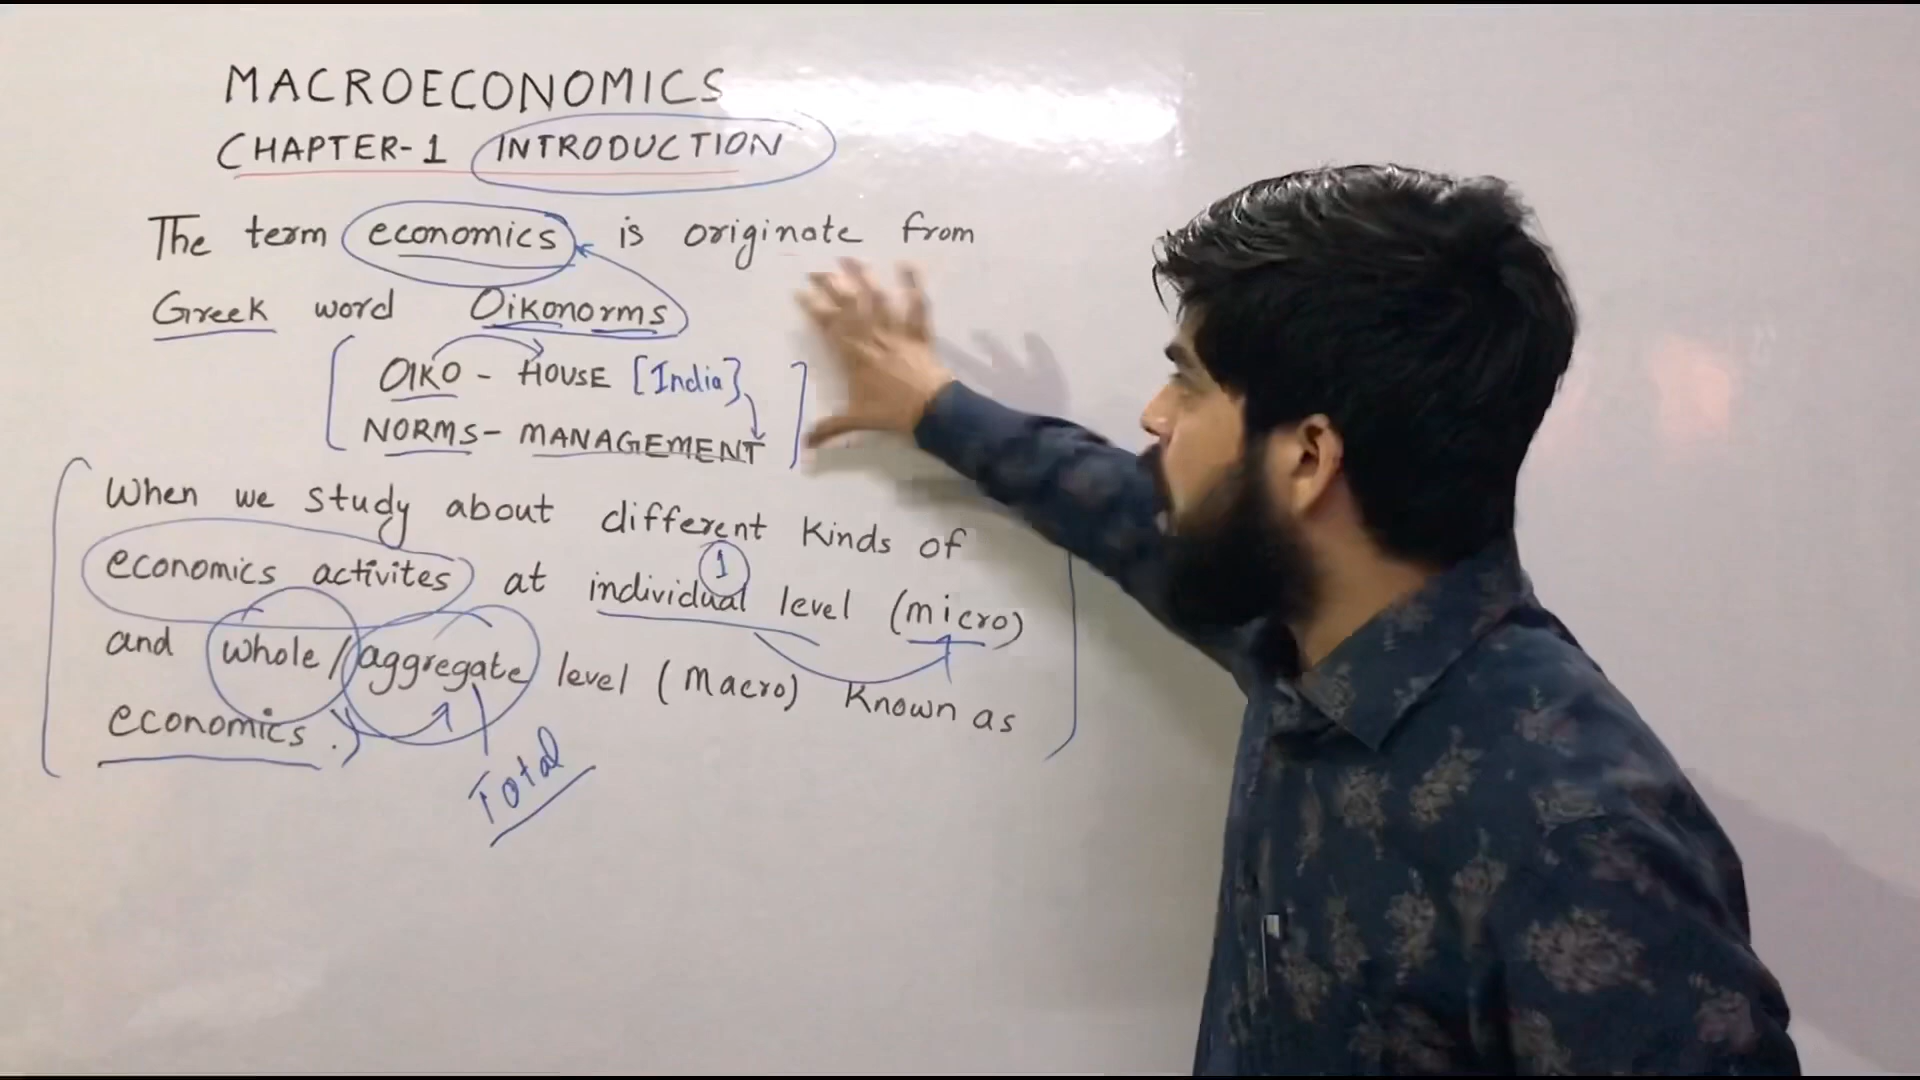 MACROECONOMICS
CHAPTER-1 INTRODUCTION
The term economics is originate from
Greek word Oikonorms
OIKO - HOUSE [India}
NORMS - MANAGEMENT
When we study about different kinds of
economics activites at individual level (micro)
1
and whole/aggregate level (Macro) known as
economics.
Total